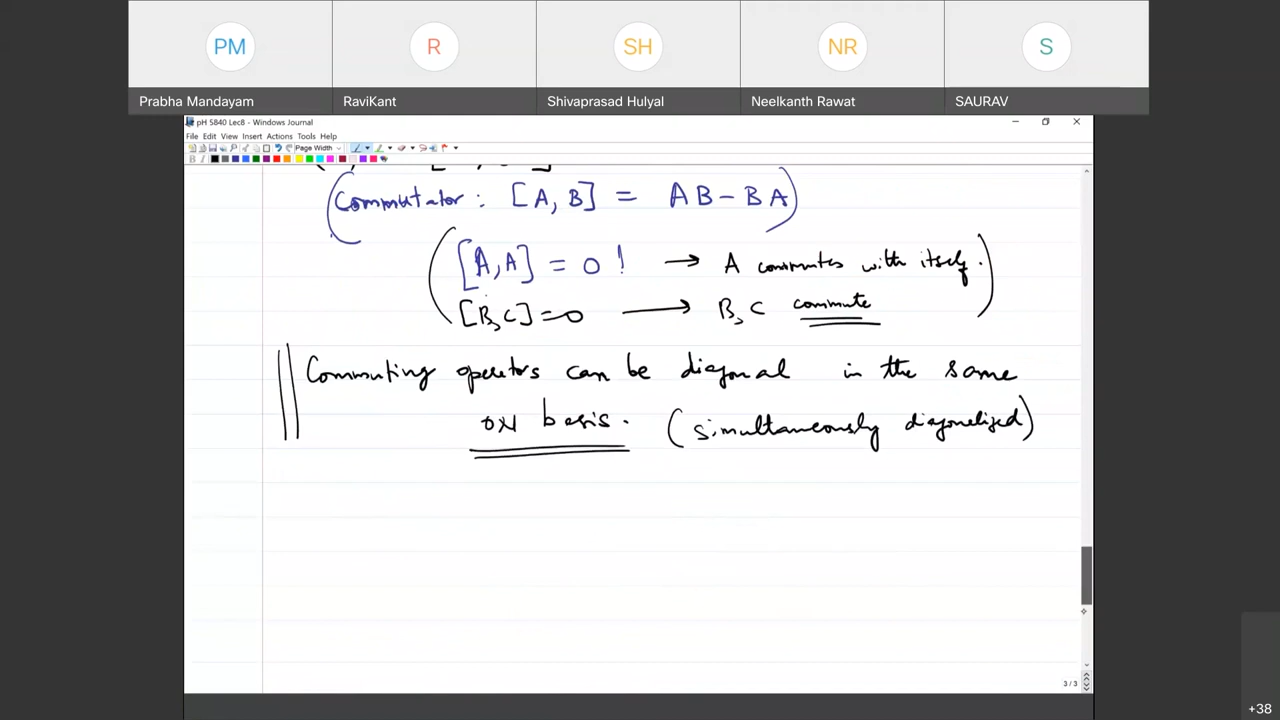 PM R SH NR S
Prabha Mandayam RaviKant Shivaprasad Hulyal Neelkanth Rawat SAURAV
pH 5840 Lec8 - Windows Journal
File Edit View Insert Actions Tools Help
Page Width
B I
(Commutator : [A, B] = AB - BA)
([A, A] = 0 ! → A commutes with itself.
[B, C] = 0 → B, C commute)
Commuting operators can be diagonal in the same
ON basis. (simultaneously diagonalized)
3 / 3
+38